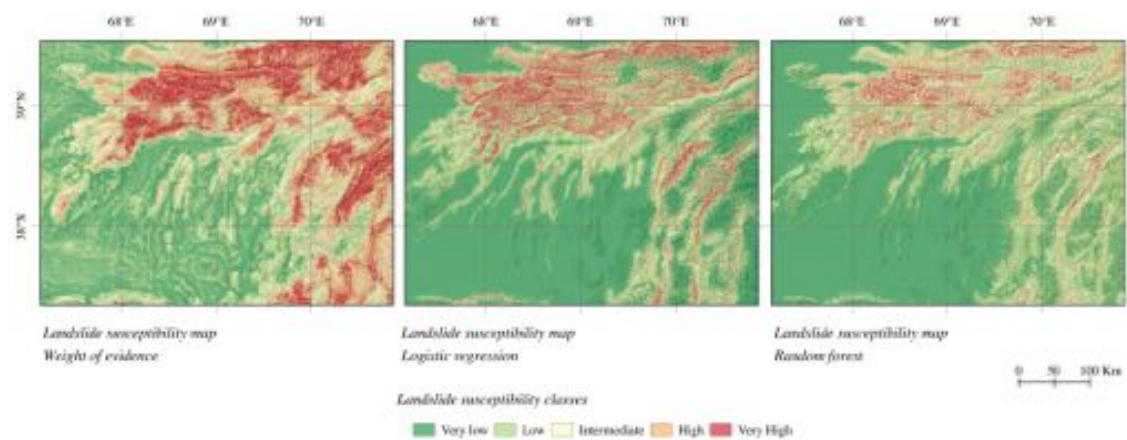 68°E 69°E 70°E 68°E 69°E 70°E 68°E 69°E 70°E
39°N
38°N
Landslide susceptibility map
Weight of evidence
Landslide susceptibility map
Logistic regression
Landslide susceptibility map
Random forest
0 50 100 Km
Landslide susceptibility classes
Very low Low Intermediate High Very High